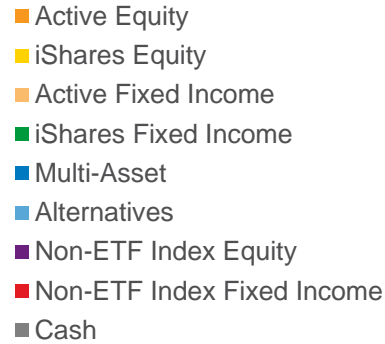 Active Equity
iShares Equity
Active Fixed Income
iShares Fixed Income
Multi-Asset
Alternatives
Non-ETF Index Equity
Non-ETF Index Fixed Income
Cash